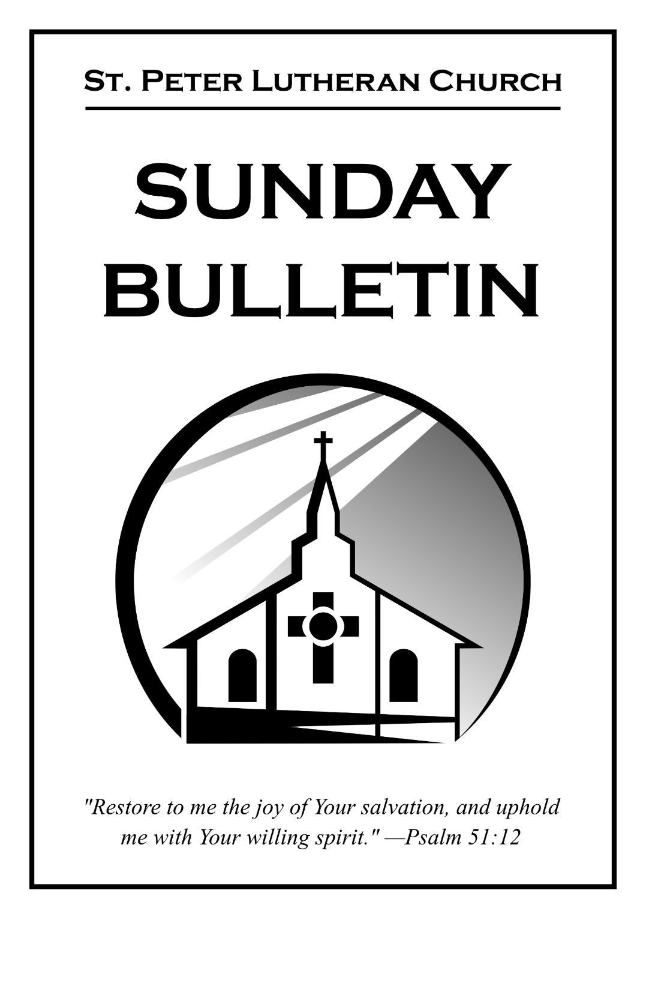 St. Peter Lutheran Church
SUNDAY
BULLETIN
"Restore to me the joy of Your salvation, and uphold
me with Your willing spirit." —Psalm 51:12